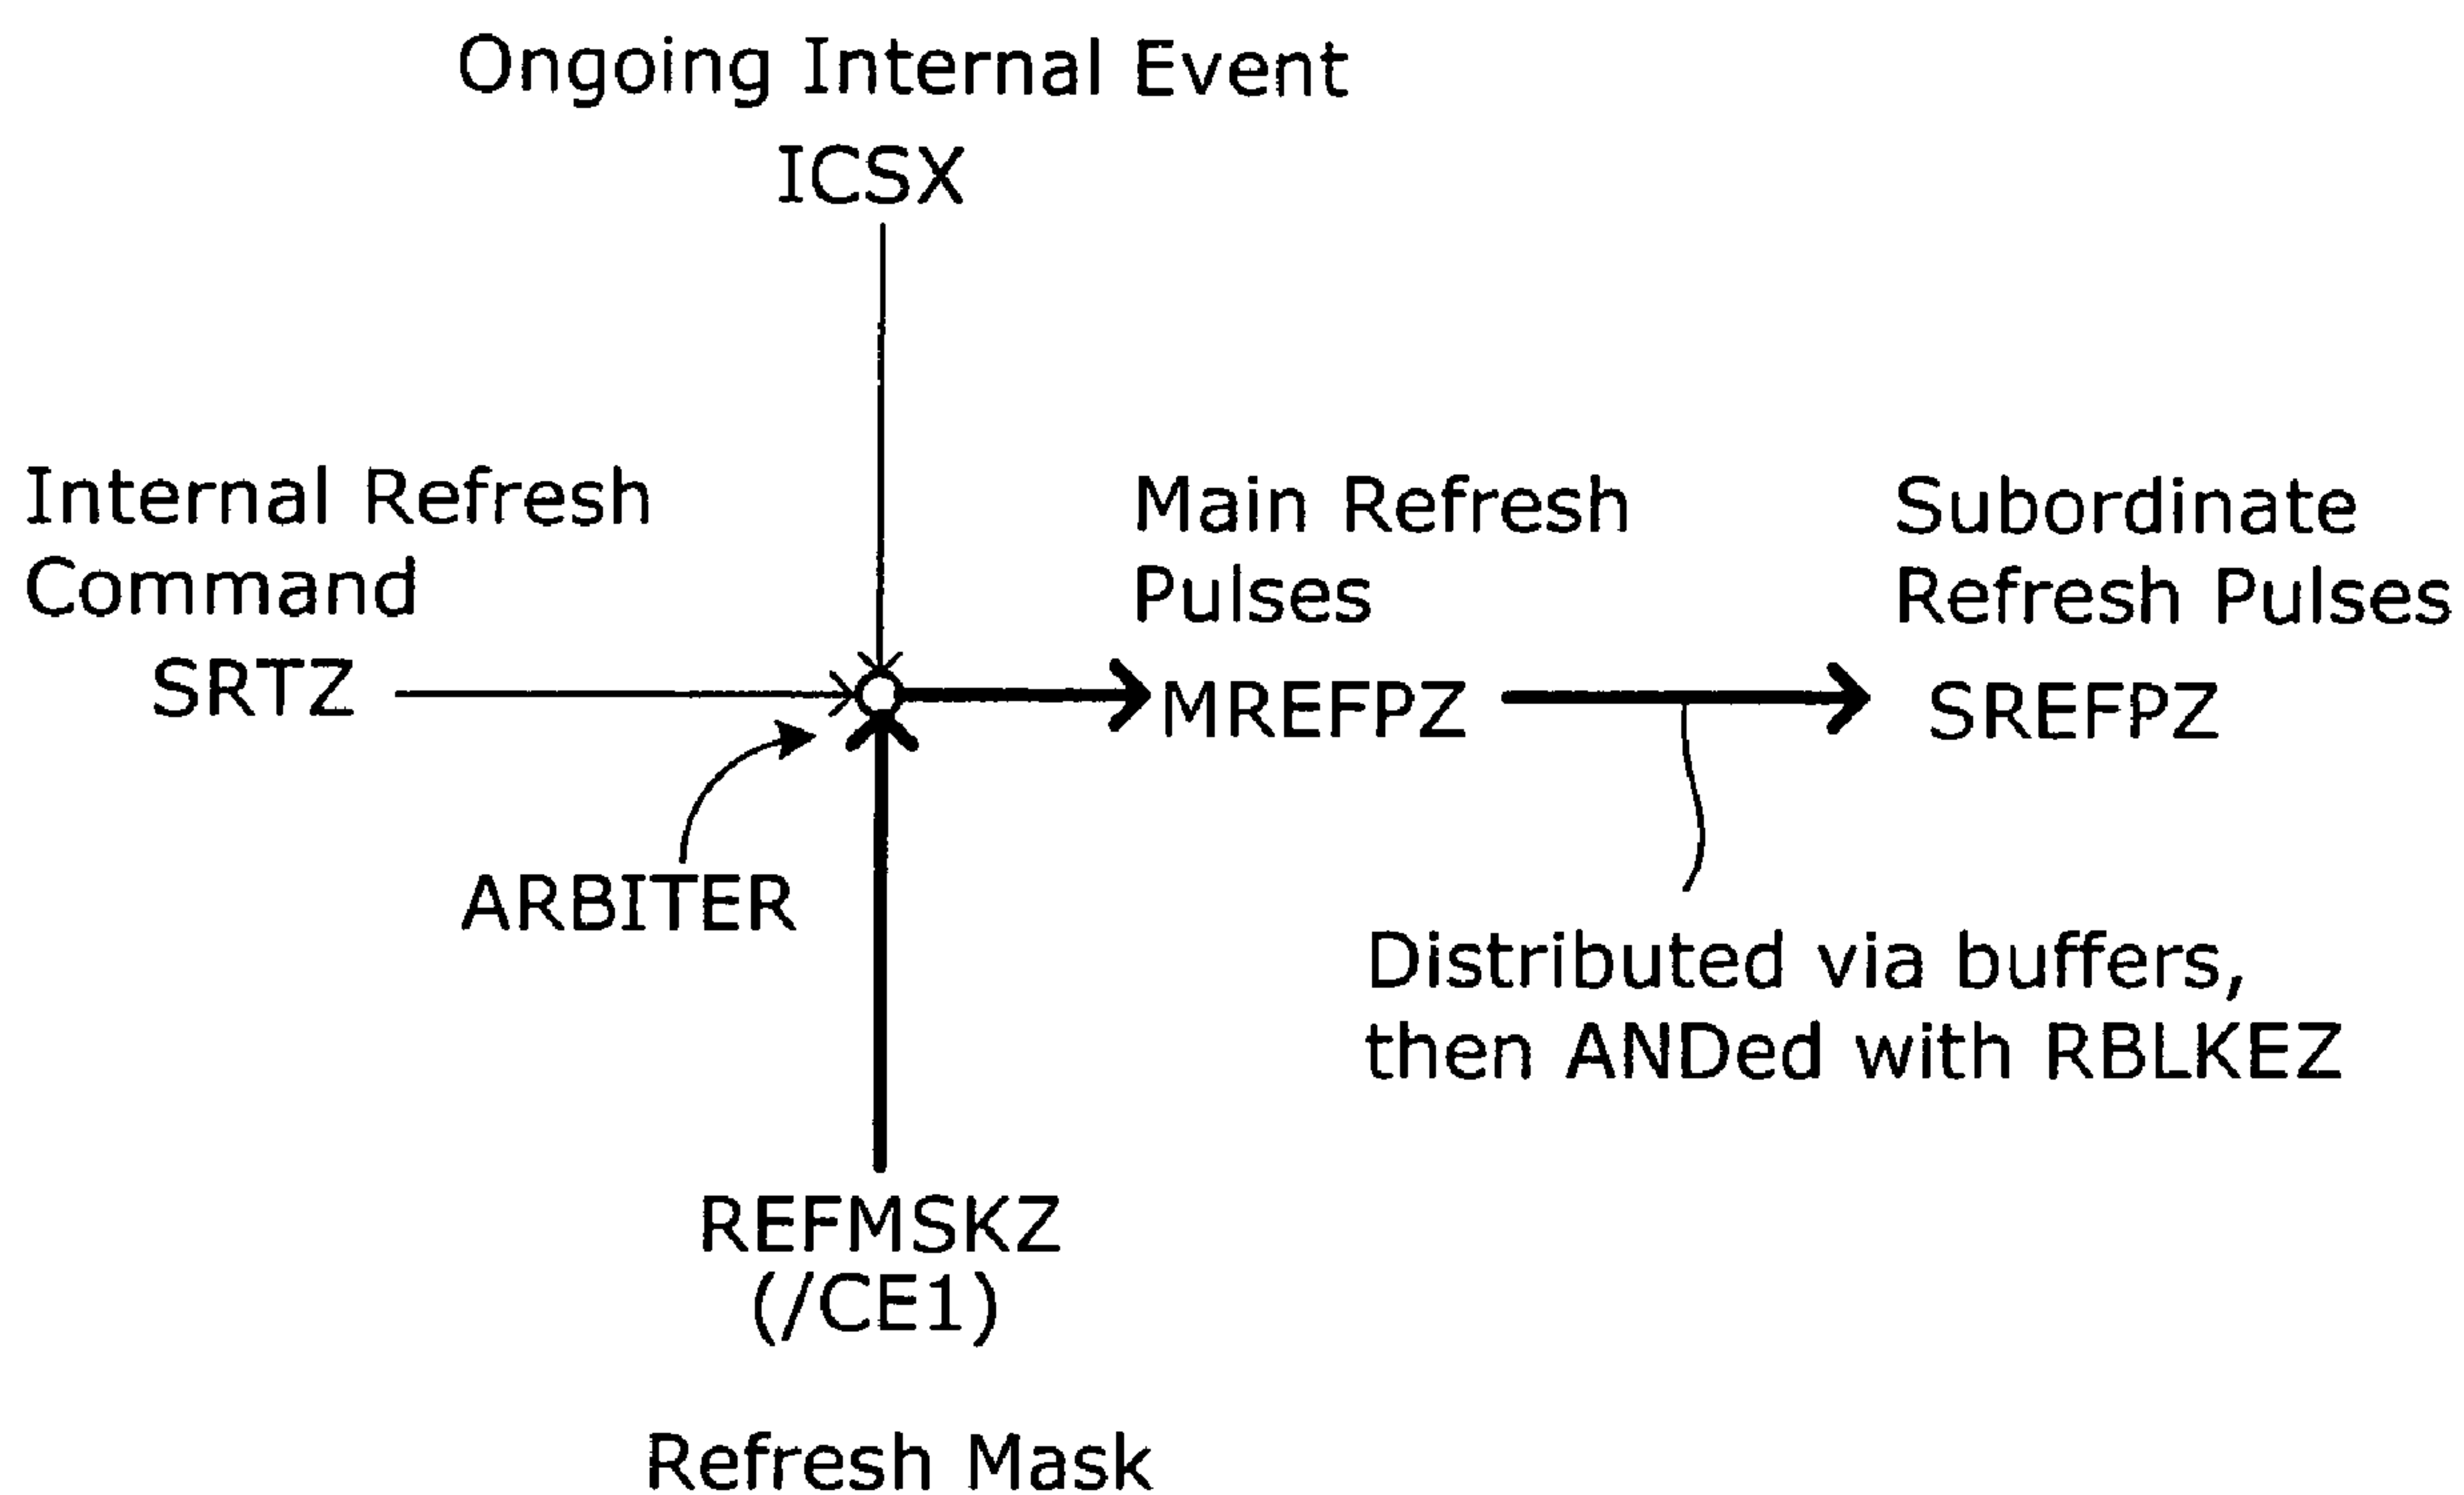 Ongoing Internal Event
ICSX
Internal Refresh
Command
SRTZ
Main Refresh
Pulses
MREFPZ
Subordinate
Refresh Pulses
SREFPZ
ARBITER
Distributed via buffers,
then ANDed with RBLKEZ
REFMSKZ
(/CE1)
Refresh Mask